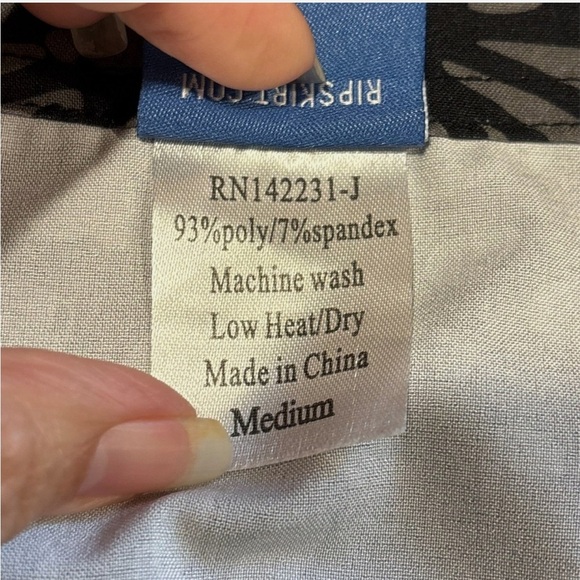 RIPSKIRT.COM
RN142231-J
93%poly/7%spandex
Machine wash
Low Heat/Dry
Made in China
Medium